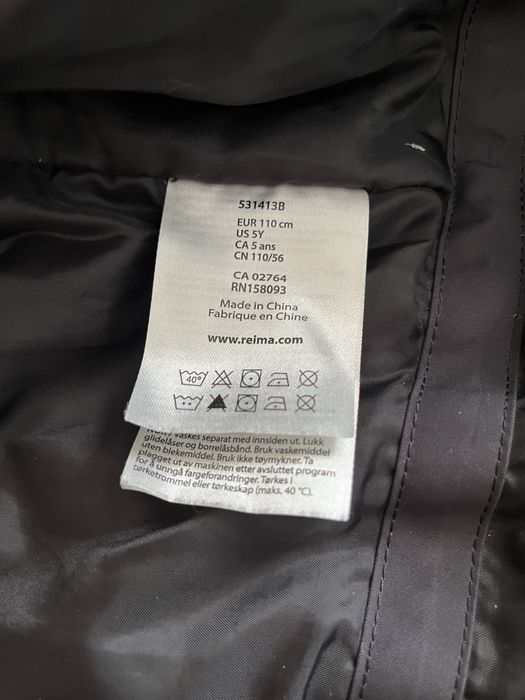 531413B
EUR 110 cm
US 5Y
CA 5 ans
CN 110/56
CA 02764
RN158093
Made in China
Fabrique en Chine
www.reima.com
40°
vaskes separat med innsiden ut. Lukk
glidelåser og borrelåsbånd. Bruk vaskemiddel
uten blekemiddel. Bruk ikke tøymykner. Ta
plagget ut av maskinen etter avsluttet program
for å unngå fargeforandringer. Tørkes i
tørketrommel eller tørkeskap (maks. 40 °C).